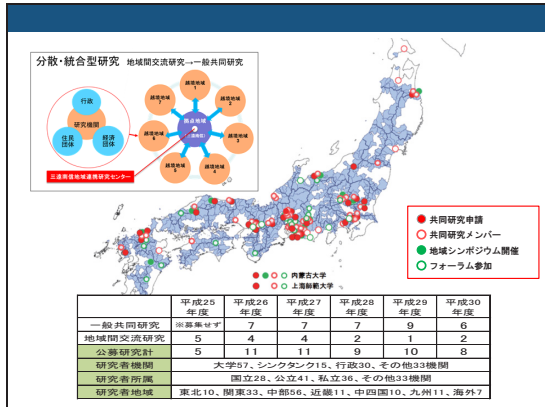 分散・統合型研究 地域間交流研究→一般共同研究
行政
研究機関
住民
団体
経済
団体
越境地域
1
越境地域
2
越境地域
3
越境地域
4
越境地域
5
越境地域
6
越境地域
7
拠点地域
三遠南信地域連携研究センター
共同研究申請
共同研究メンバー
地域シンポジウム開催
フォーラム参加
内蒙古大学
上海師範大学
平成25年度 平成26年度 平成27年度 平成28年度 平成29年度 平成30年度
一般共同研究 ※募集せず 7 7 7 9 6
地域間交流研究 5 4 4 2 1 2
公募研究計 5 11 11 9 10 8
研究者機関 大学57、シンクタンク15、行政30、その他33機関
研究者所属 国立28、公立41、私立36、その他33機関
研究者地域 東北10、関東33、中部56、近畿11、中四国10、九州11、海外7